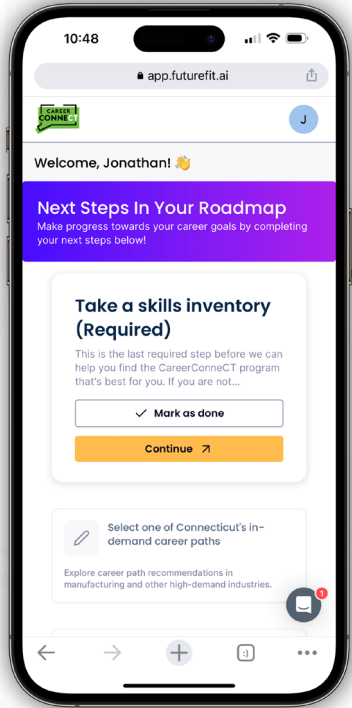 10:48
app.futurefit.ai
CAREER
CONNECT
J
Welcome, Jonathan! 👋
Next Steps In Your Roadmap
Make progress towards your career goals by completing
your next steps below!
Take a skills inventory
(Required)
This is the last required step before we can
help you find the CareerConneCT program
that's best for you. If you are not...
Mark as done
Continue
Select one of Connecticut's in-
demand career paths
Explore career path recommendations in
manufacturing and other high-demand industries.
1
:)